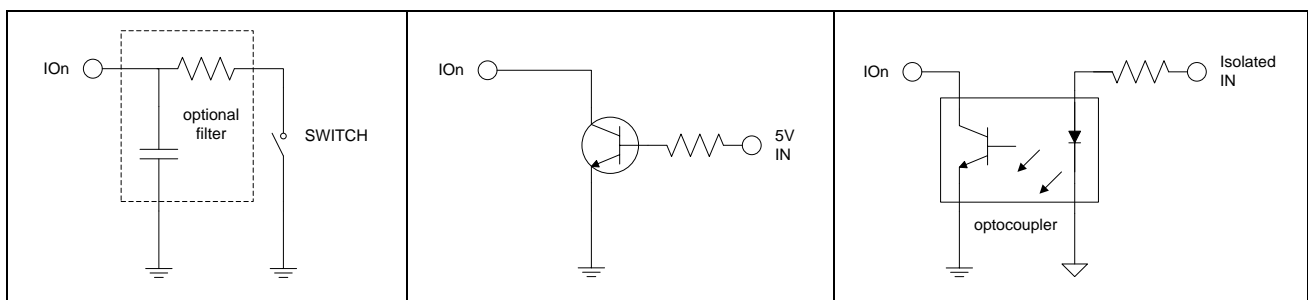 IOn
optional
filter
SWITCH
IOn
5V
IN
IOn
Isolated
IN
optocoupler